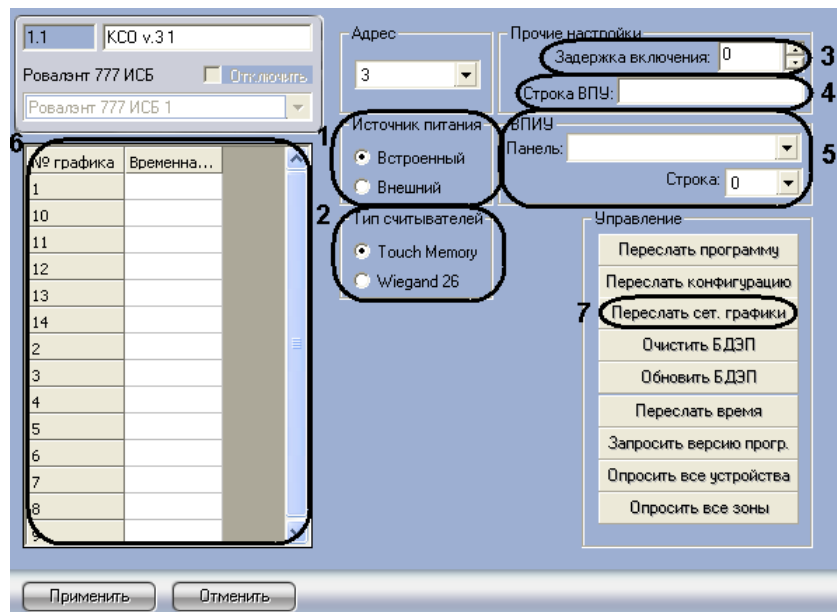 1.1
КСО v.3 1
Ровалэнт 777 ИСБ
Отключить
Ровалэнт 777 ИСБ 1
6
№ графика
Временна...
1
10
11
12
13
14
2
3
4
5
6
7
8
9
Адрес
3
1
Источник питания
Встроенный
Внешний
2
Тип считывателей
Touch Memory
Wiegand 26
Прочие настройки
Задержка включения:
0
3
Строка ВПУ:
4
ВПИУ
Панель:
5
Строка:
0
Управление
Переслать программу
Переслать конфигурацию
7
Переслать сет. графики
Очистить БДЭП
Обновить БДЭП
Переслать время
Запросить версию прогр.
Опросить все устройства
Опросить все зоны
Применить
Отменить